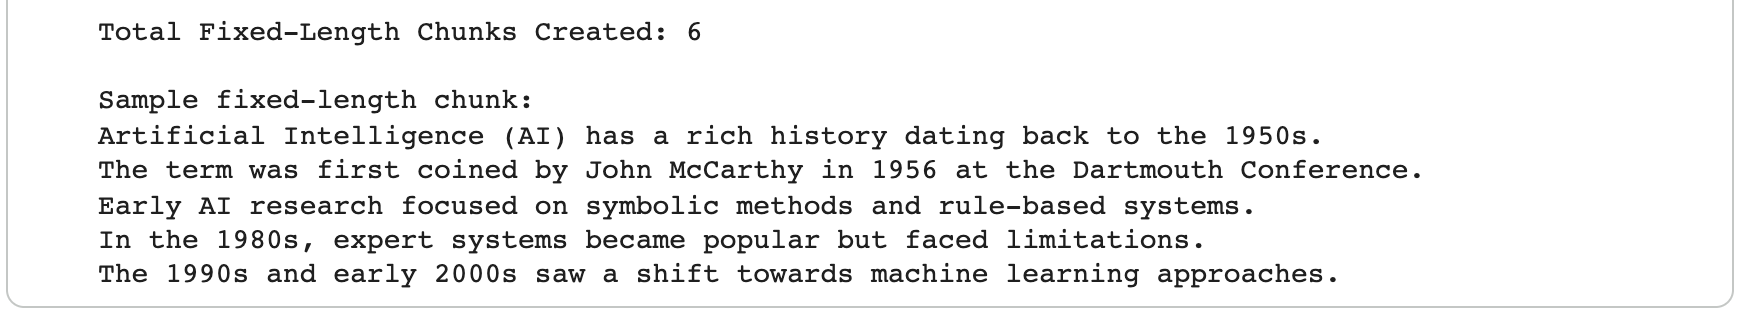 Total Fixed-Length Chunks Created: 6
Sample fixed-length chunk:
Artificial Intelligence (AI) has a rich history dating back to the 1950s.
The term was first coined by John McCarthy in 1956 at the Dartmouth Conference.
Early AI research focused on symbolic methods and rule-based systems.
In the 1980s, expert systems became popular but faced limitations.
The 1990s and early 2000s saw a shift towards machine learning approaches.